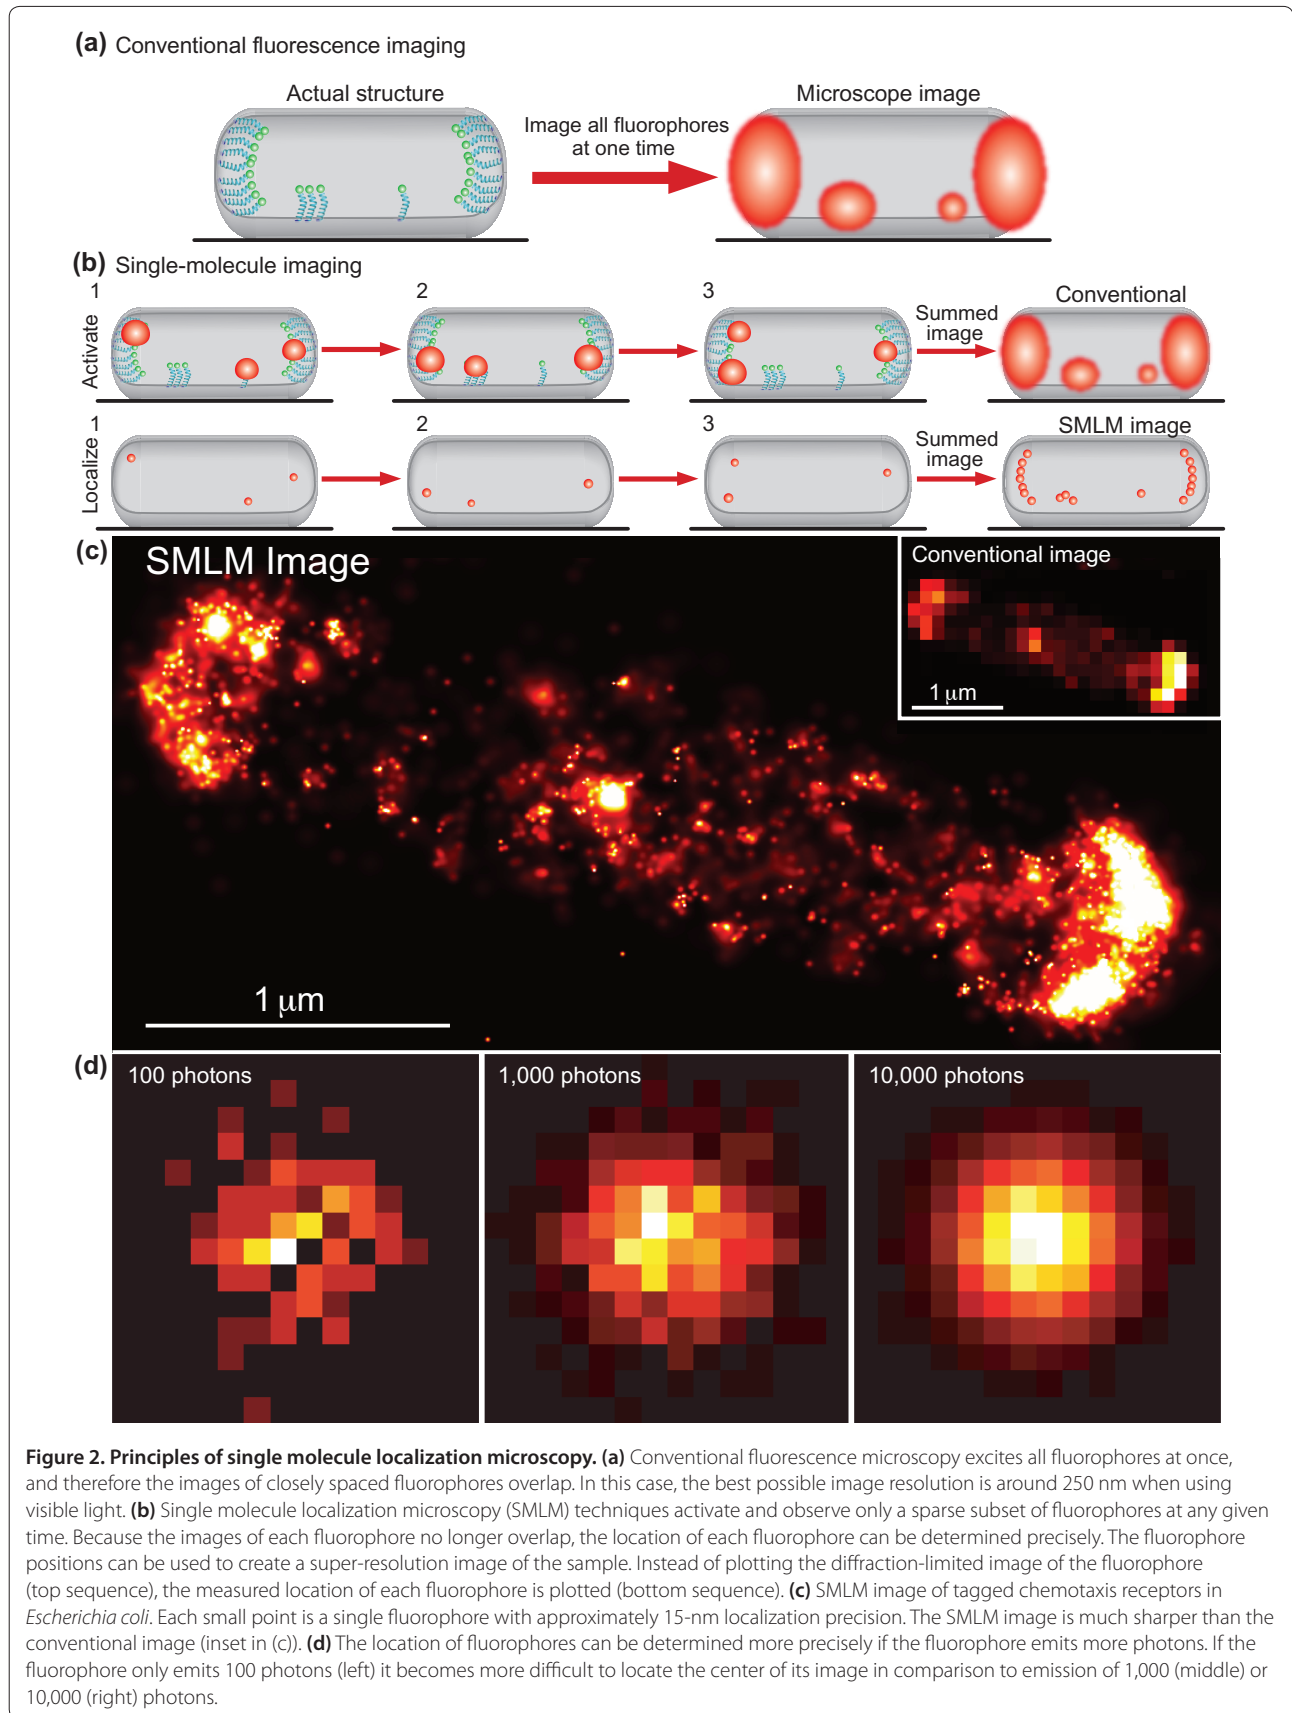 (a) Conventional fluorescence imaging
Actual structure
Image all fluorophores
at one time
Microscope image
(b) Single-molecule imaging
Activate
1
2
3
Summed
image
Conventional
Localize
1
2
3
Summed
image
SMLM image
(c)
SMLM Image
Conventional image
1 μm
1 μm
(d)
100 photons
1,000 photons
10,000 photons
Figure 2. Principles of single molecule localization microscopy. (a) Conventional fluorescence microscopy excites all fluorophores at once,
and therefore the images of closely spaced fluorophores overlap. In this case, the best possible image resolution is around 250 nm when using
visible light. (b) Single molecule localization microscopy (SMLM) techniques activate and observe only a sparse subset of fluorophores at any given
time. Because the images of each fluorophore no longer overlap, the location of each fluorophore can be determined precisely. The fluorophore
positions can be used to create a super-resolution image of the sample. Instead of plotting the diffraction-limited image of the fluorophore
(top sequence), the measured location of each fluorophore is plotted (bottom sequence). (c) SMLM image of tagged chemotaxis receptors in
Escherichia coli. Each small point is a single fluorophore with approximately 15-nm localization precision. The SMLM image is much sharper than the
conventional image (inset in (c)). (d) The location of fluorophores can be determined more precisely if the fluorophore emits more photons. If the
fluorophore only emits 100 photons (left) it becomes more difficult to locate the center of its image in comparison to emission of 1,000 (middle) or
10,000 (right) photons.